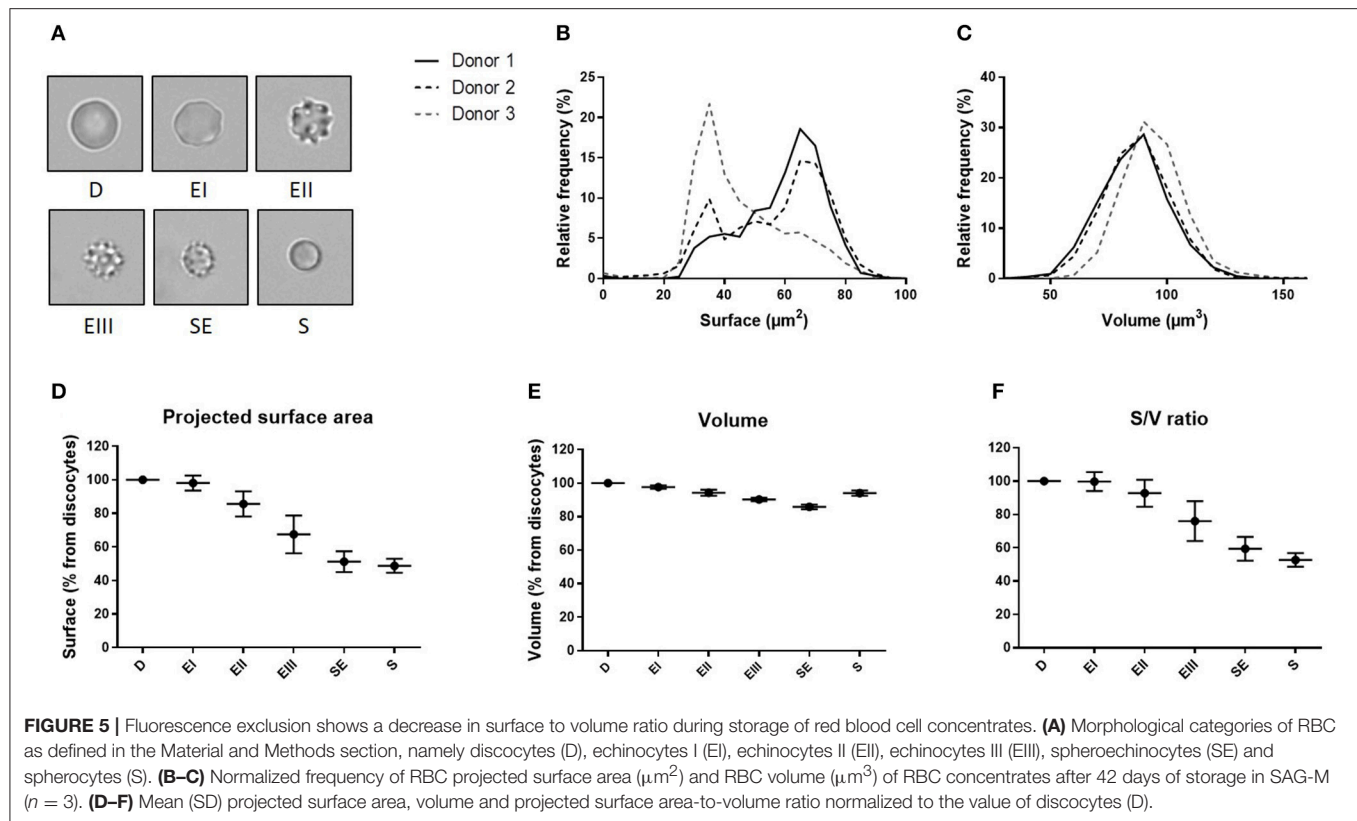 A
D
EI
EII
EIII
SE
S
Donor 1
Donor 2
Donor 3
B
Relative frequency (%)
25
20
15
10
5
0
0
20
40
60
80
100
Surface (µm²)
C
Relative frequency (%)
40
30
20
10
0
50
100
150
Volume (µm³)
D
Projected surface area
Surface (% from discocytes)
120
100
80
60
40
20
0
D
EI
EII
EIII
SE
S
E
Volume
Volume (% from discocytes)
120
100
80
60
40
20
0
D
EI
EII
EIII
SE
S
F
S/V ratio
120
100
80
60
40
20
0
D
EI
EII
EIII
SE
S
FIGURE 5 | Fluorescence exclusion shows a decrease in surface to volume ratio during storage of red blood cell concentrates. (A) Morphological categories of RBC
as defined in the Material and Methods section, namely discocytes (D), echinocytes I (EI), echinocytes II (EII), echinocytes III (EIII), spheroechinocytes (SE) and
spherocytes (S). (B–C) Normalized frequency of RBC projected surface area (µm²) and RBC volume (µm³) of RBC concentrates after 42 days of storage in SAG-M
(n = 3). (D–F) Mean (SD) projected surface area, volume and projected surface area-to-volume ratio normalized to the value of discocytes (D).